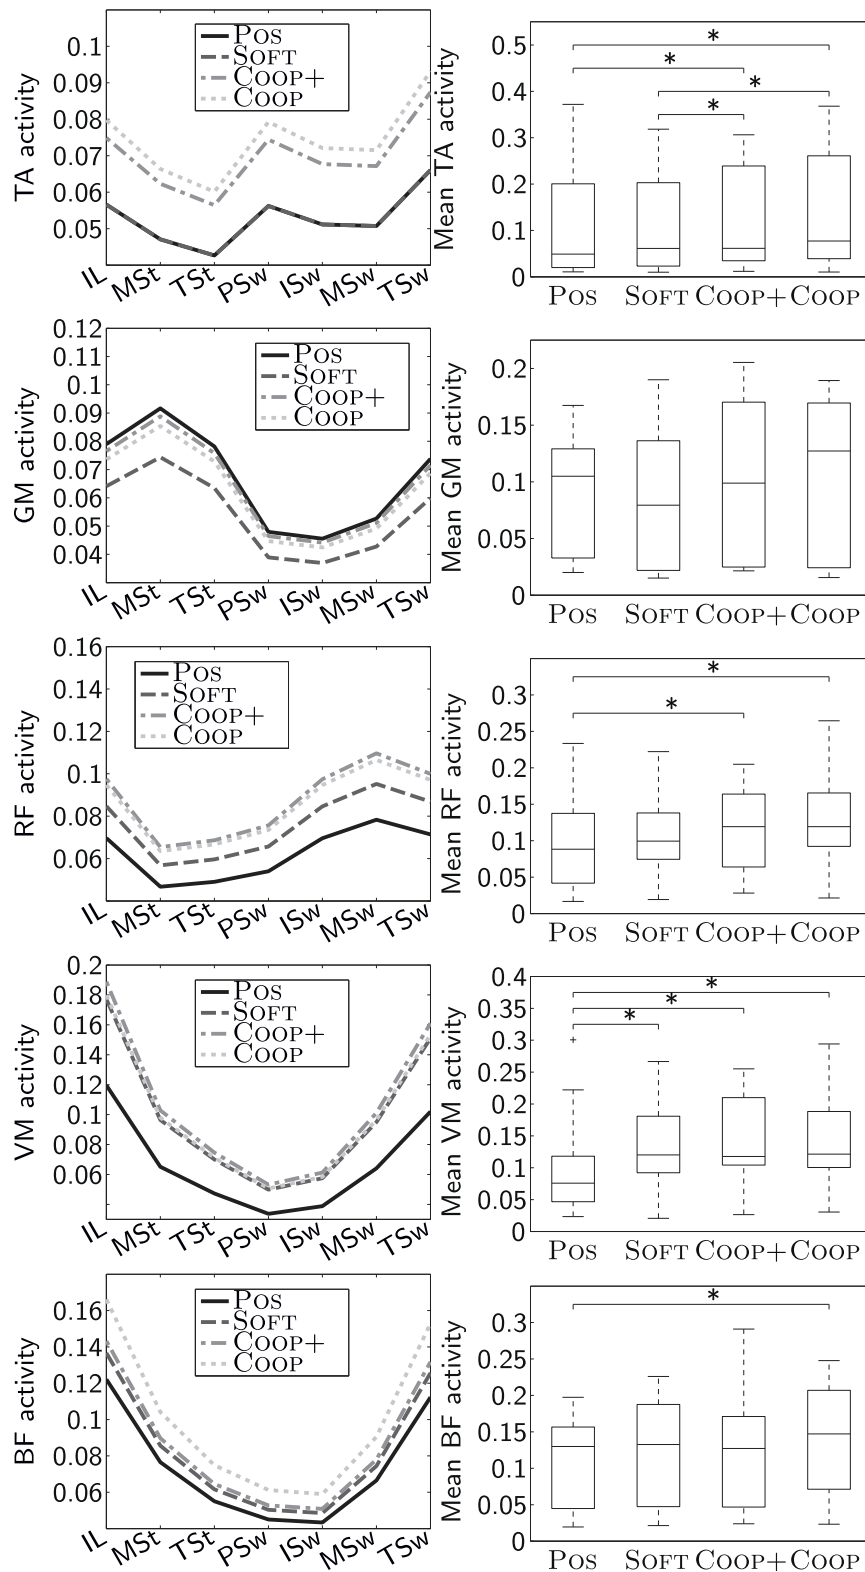 TA activity
0.1
0.09
0.08
0.07
0.06
0.05
POS
SOFT
COOP+
COOP
IL MSt TSt PSw ISw MSw TSw
Mean TA activity
0.5
0.4
0.3
0.2
0.1
0
*
*
*
*
POS SOFT COOP+ COOP
GM activity
0.12
0.11
0.1
0.09
0.08
0.07
0.06
0.05
0.04
POS
SOFT
COOP+
COOP
IL MSt TSt PSw ISw MSw TSw
Mean GM activity
0.2
0.15
0.1
0.05
0
POS SOFT COOP+ COOP
RF activity
0.16
0.14
0.12
0.1
0.08
0.06
POS
SOFT
COOP+
COOP
IL MSt TSt PSw ISw MSw TSw
Mean RF activity
0.3
0.25
0.2
0.15
0.1
0.05
0
*
*
POS SOFT COOP+ COOP
VM activity
0.2
0.18
0.16
0.14
0.12
0.1
0.08
0.06
POS
SOFT
COOP+
COOP
IL MSt TSt PSw ISw MSw TSw
Mean VM activity
0.4
0.35
0.3
0.25
0.2
0.15
0.1
0.05
0
*
*
*
POS SOFT COOP+ COOP
BF activity
0.16
0.14
0.12
0.1
0.08
0.06
POS
SOFT
COOP+
COOP
IL MSt TSt PSw ISw MSw TSw
Mean BF activity
0.3
0.25
0.2
0.15
0.1
0.05
0
*
POS SOFT COOP+ COOP